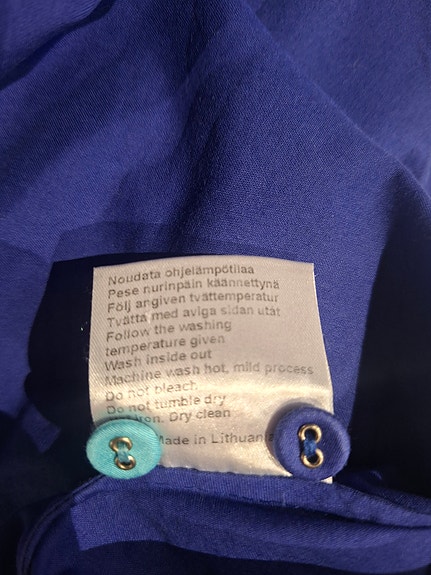 Noudata ohjelämpötilaa
Pese nurinpäin käännettynä
Följ angiven tvättemperatur
Tvätta med aviga sidan utåt
Follow the washing
temperature given
Wash inside out
Machine wash hot, mild process
Do not bleach
Do not tumble dry
Dry clean
Made in Lithuania